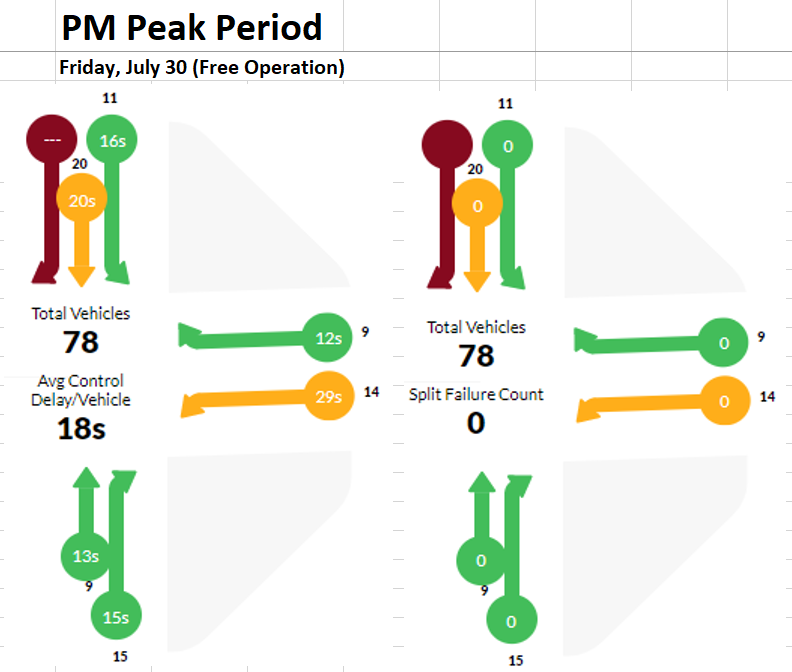 PM Peak Period
Friday, July 30 (Free Operation)
11
--- 16s
20
20s
Total Vehicles
78
Avg Control
Delay/Vehicle
18s
12s 9
29s 14
13s
9
15s
15
11
0
20
0
Total Vehicles
78
Split Failure Count
0
0 9
0 14
0
9
0
15